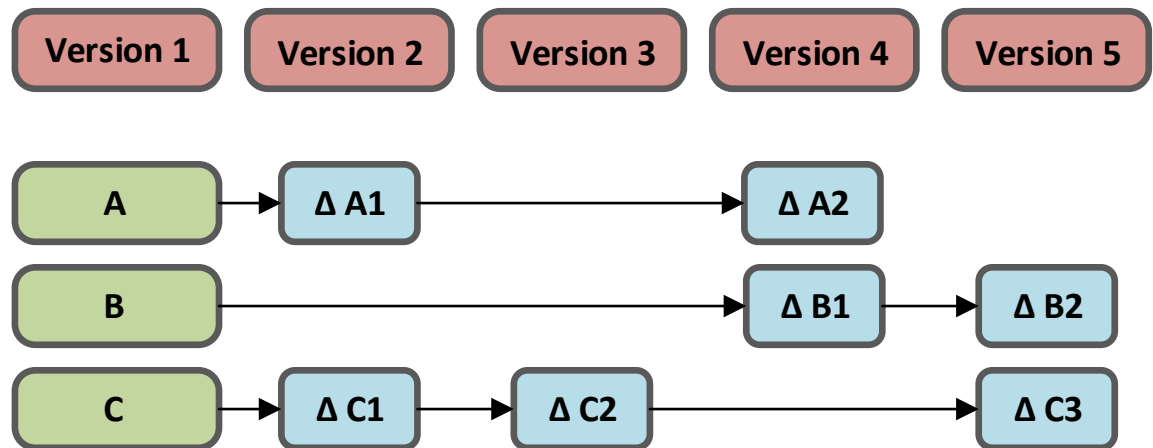 Version 1 Version 2 Version 3 Version 4 Version 5
A Δ A1 Δ A2
B Δ B1 Δ B2
C Δ C1 Δ C2 Δ C3